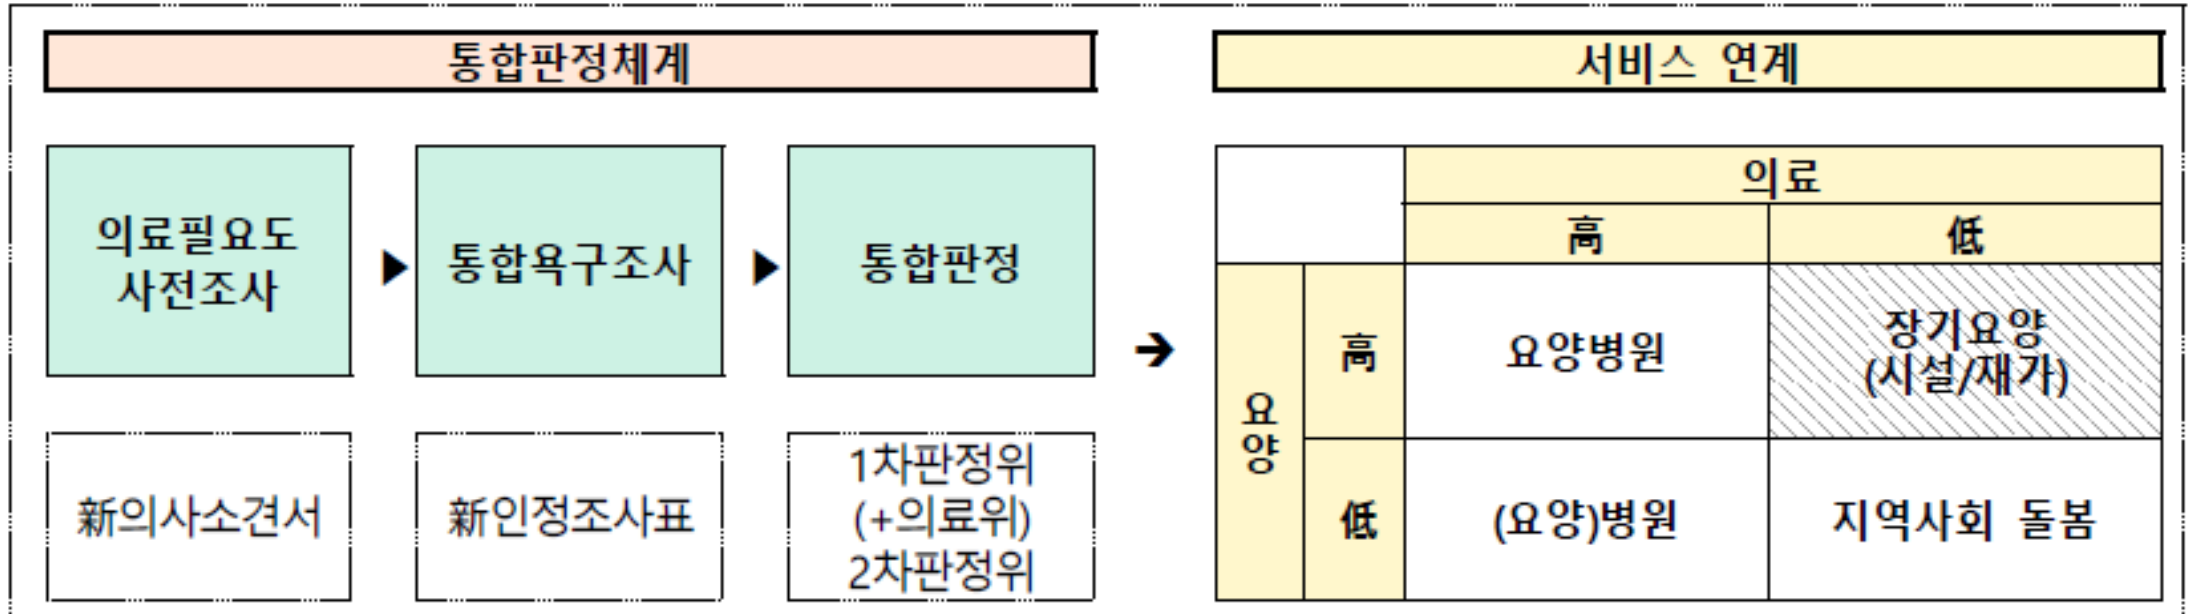 통합판정체계
서비스 연계
의료필요도
사전조사
▶
통합욕구조사
▶
통합판정
新의사소견서
新인정조사표
1차판정위
(+의료위)
2차판정위
➔
의료
高
低
요
양
高
요양병원
장기요양
(시설/재가)
低
(요양)병원
지역사회 돌봄